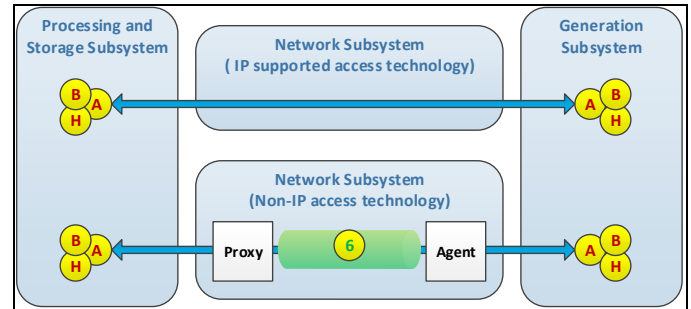 Processing and
Storage Subsystem
Network Subsystem
( IP supported access technology)
Generation
Subsystem
B
A
H
A
B
H
Network Subsystem
(Non-IP access technology)
B
A
H
Proxy
6
Agent
A
B
H